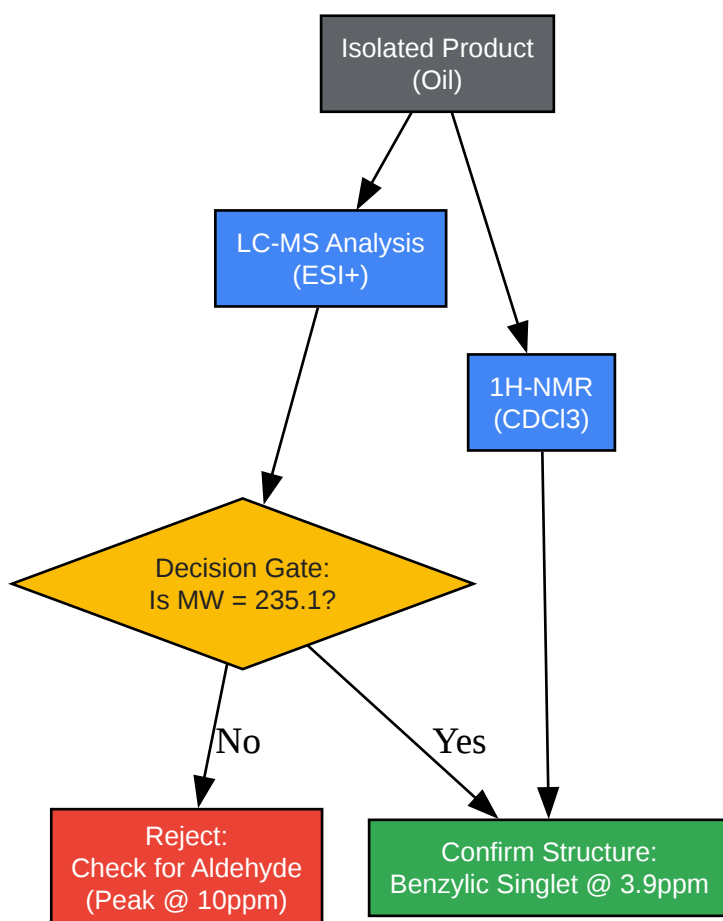 Isolated Product
(Oil)
LC-MS Analysis
(ESI+)
1H-NMR
(CDCl3)
Decision Gate:
Is MW = 235.1?
No
Yes
Reject:
Check for Aldehyde
(Peak @ 10ppm)
Confirm Structure:
Benzylic Singlet @ 3.9ppm